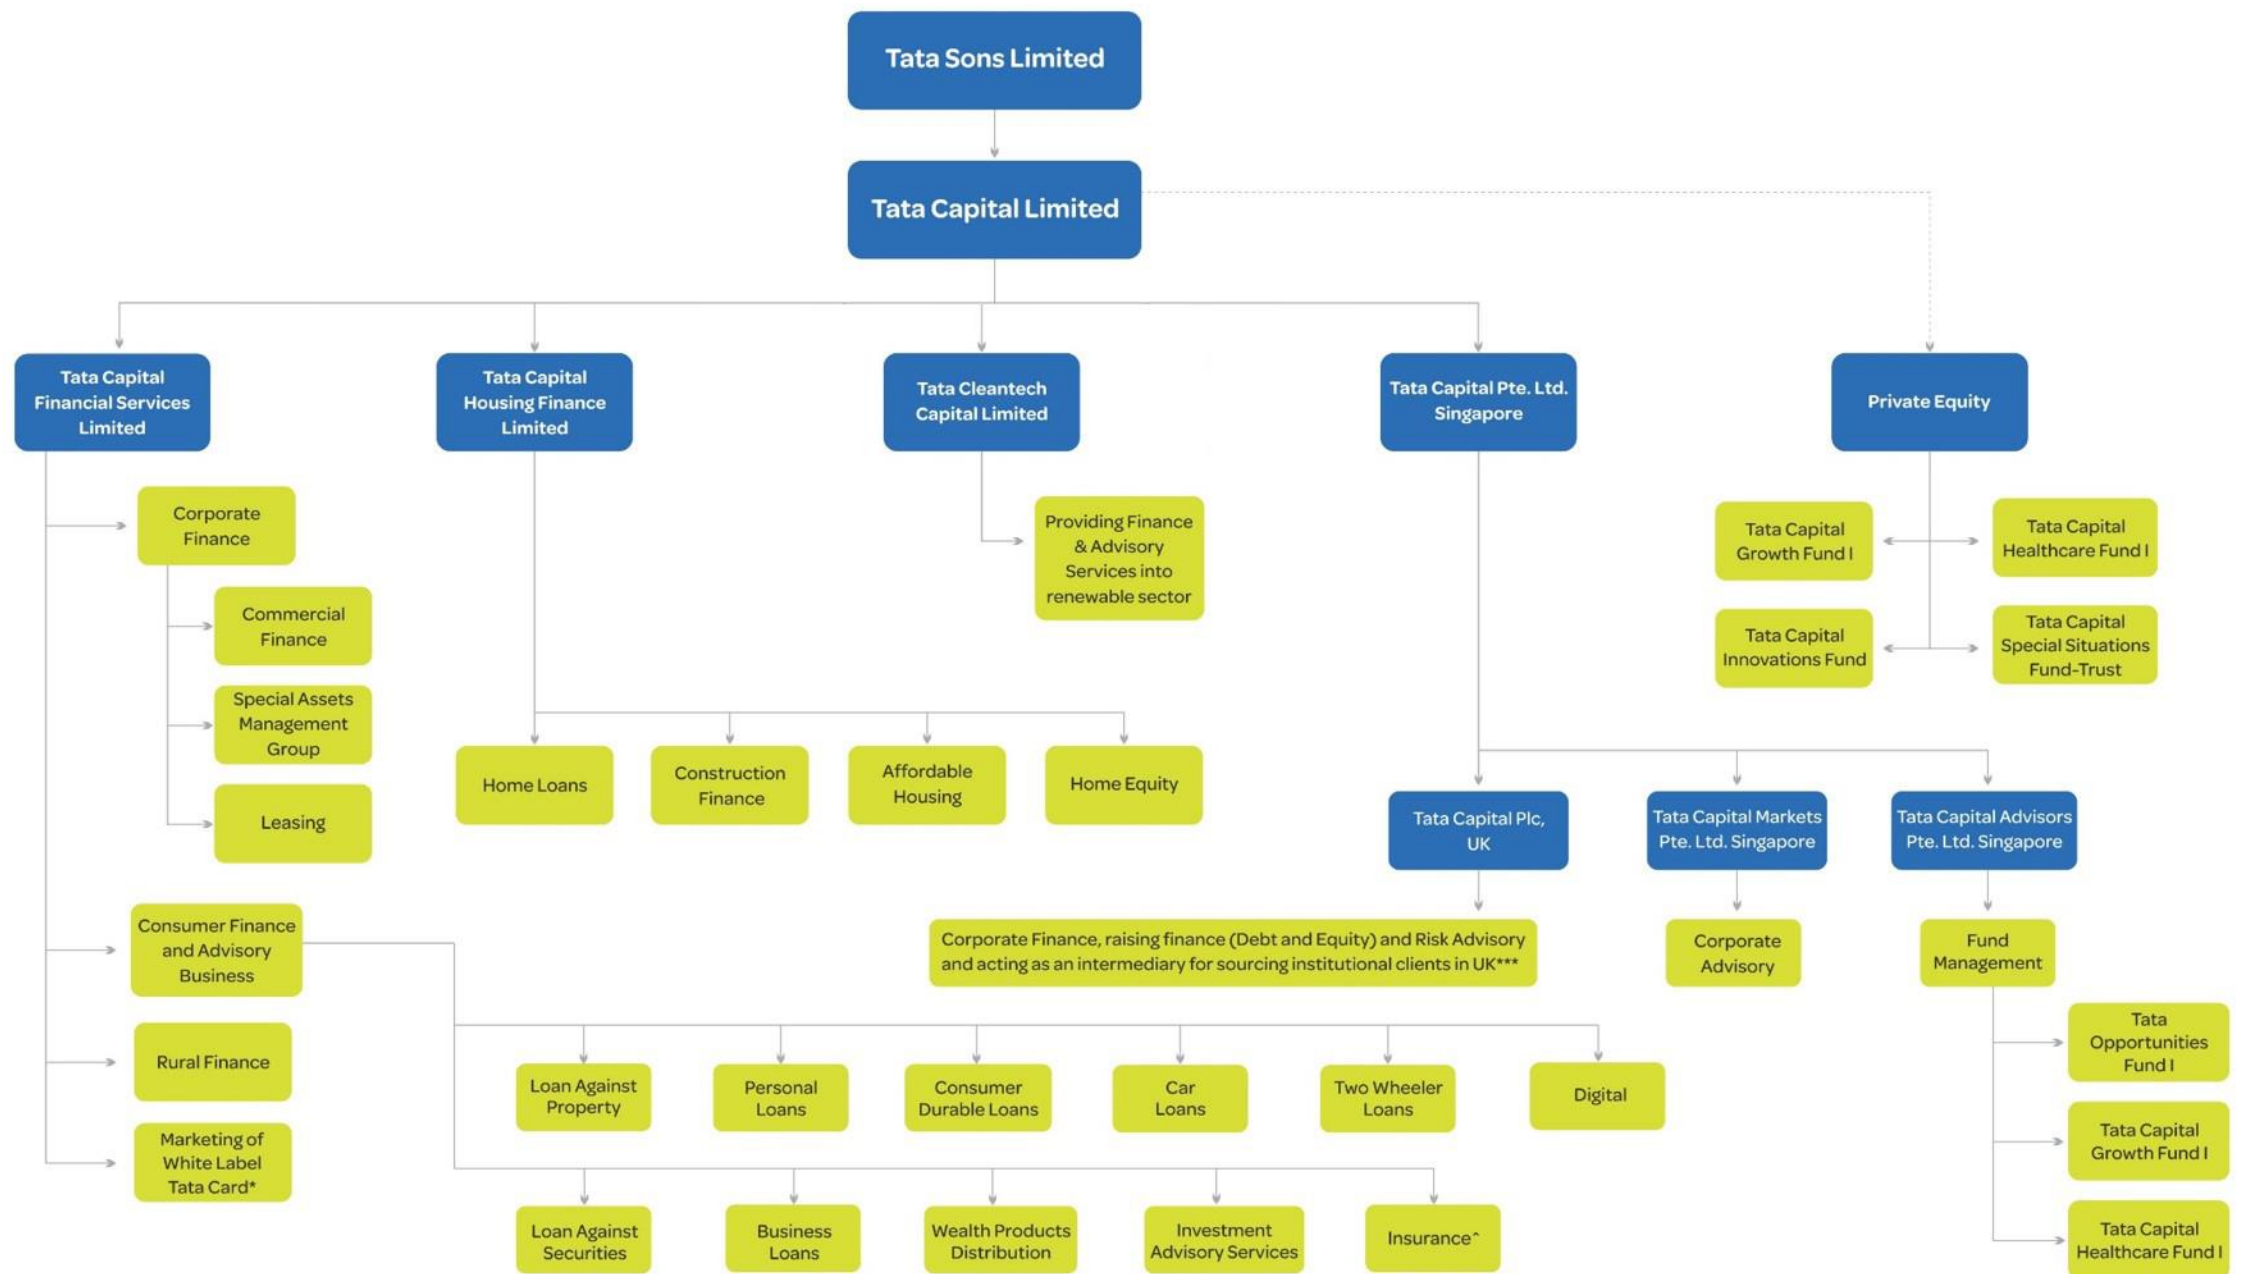 Tata Sons Limited
Tata Capital Limited
Tata Capital
Financial Services
Limited
Tata Capital
Housing Finance
Limited
Tata Cleantech
Capital Limited
Tata Capital Pte. Ltd.
Singapore
Private Equity
Corporate
Finance
Commercial
Finance
Special Assets
Management
Group
Leasing
Providing Finance
& Advisory
Services into
renewable sector
Tata Capital
Growth Fund I
Tata Capital
Healthcare Fund I
Tata Capital
Innovations Fund
Tata Capital
Special Situations
Fund-Trust
Home Loans
Construction
Finance
Affordable
Housing
Home Equity
Tata Capital Plc,
UK
Tata Capital Markets
Pte. Ltd. Singapore
Tata Capital Advisors
Pte. Ltd. Singapore
Consumer Finance
and Advisory
Business
Corporate Finance, raising finance (Debt and Equity) and Risk Advisory
and acting as an intermediary for sourcing institutional clients in UK***
Corporate
Advisory
Fund
Management
Rural Finance
Marketing of
White Label
Tata Card*
Loan Against
Property
Personal
Loans
Consumer
Durable Loans
Car
Loans
Two Wheeler
Loans
Digital
Loan Against
Securities
Business
Loans
Wealth Products
Distribution
Investment
Advisory Services
Insurance^
Tata
Opportunities
Fund I
Tata Capital
Growth Fund I
Tata Capital
Healthcare Fund I